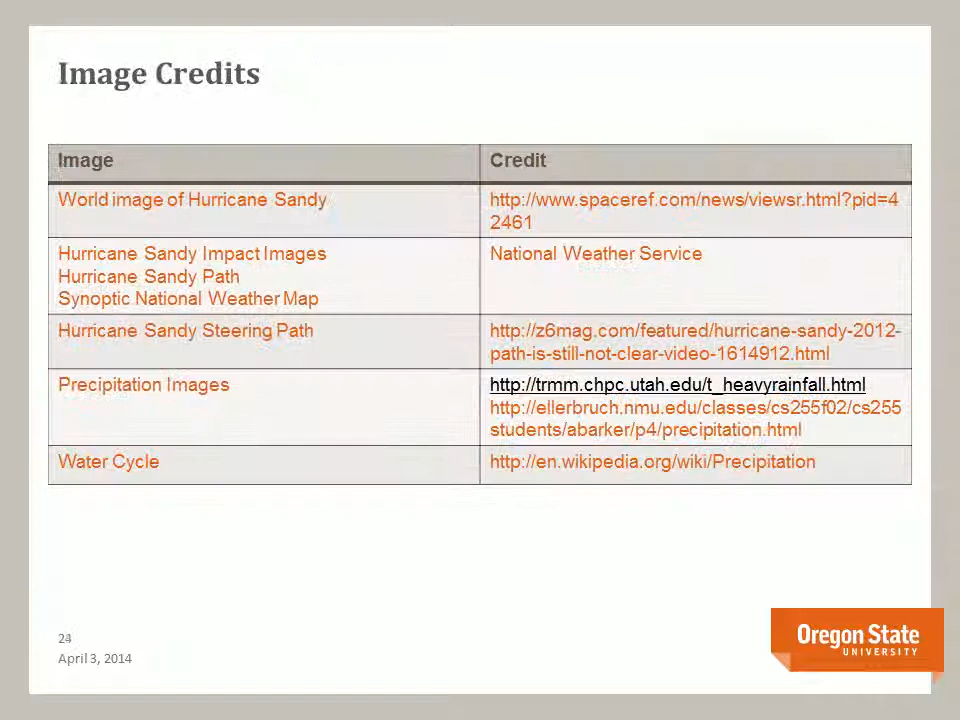 Image Credits
Image
Credit
World image of Hurricane Sandy
http://www.spaceref.com/news/viewsr.html?pid=4
2461
Hurricane Sandy Impact Images
Hurricane Sandy Path
Synoptic National Weather Map
National Weather Service
Hurricane Sandy Steering Path
http://z6mag.com/featured/hurricane-sandy-2012-
path-is-still-not-clear-video-1614912.html
Precipitation Images
http://trmm.chpc.utah.edu/t_heavyrainfall.html
http://ellerbruch.nmu.edu/classes/cs255f02/cs255
students/abarker/p4/precipitation.html
Water Cycle
http://en.wikipedia.org/wiki/Precipitation
24
April 3, 2014
Oregon State
UNIVERSITY